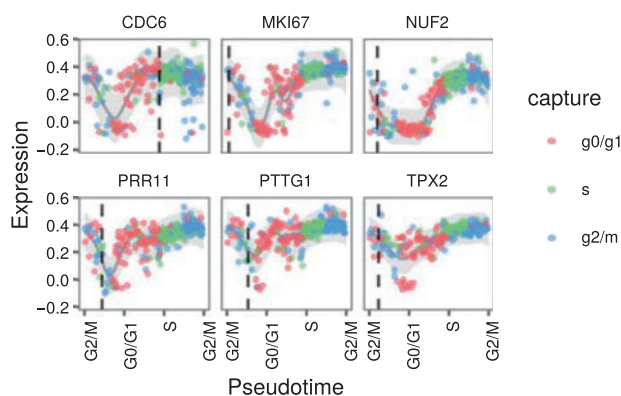 CDC6 MKI67 NUF2
0.6
0.4
0.2
0.0
−0.2
PRR11 PTTG1 TPX2
0.6
0.4
0.2
0.0
−0.2
Expression
G2/M G0/G1 S G2/M G2/M G0/G1 S G2/M G2/M G0/G1 S G2/M
Pseudotime
capture
g0/g1
s
g2/m